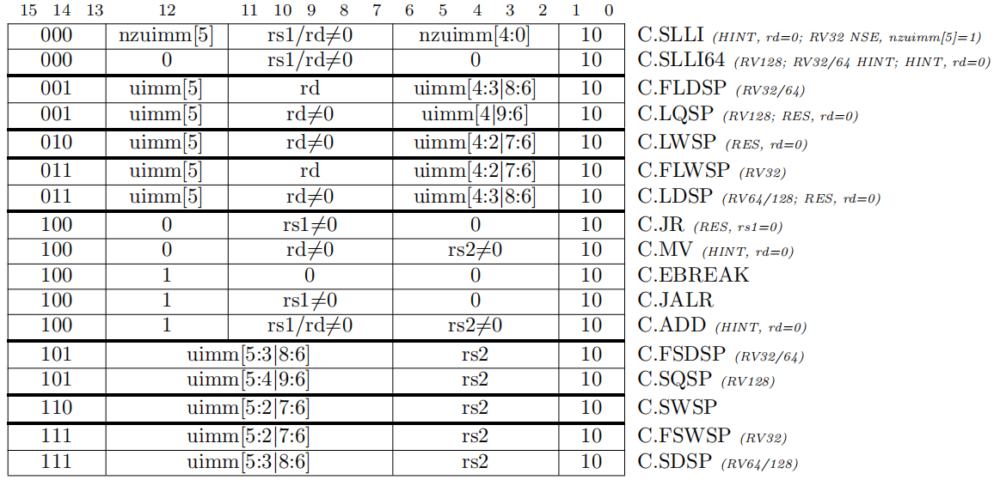 15 14 13 12 11 10 9 8 7 6 5 4 3 2 1 0
000 nzuimm[5] rs1/rd≠0 nzuimm[4:0] 10 C.SLLI (HINT, rd=0; RV32 NSE, nzuimm[5]=1)
000 0 rs1/rd≠0 0 10 C.SLLI64 (RV128; RV32/64 HINT; HINT, rd=0)
001 uimm[5] rd uimm[4:3|8:6] 10 C.FLDSP (RV32/64)
001 uimm[5] rd≠0 uimm[4|9:6] 10 C.LQSP (RV128; RES, rd=0)
010 uimm[5] rd≠0 uimm[4:2|7:6] 10 C.LWSP (RES, rd=0)
011 uimm[5] rd uimm[4:2|7:6] 10 C.FLWSP (RV32)
011 uimm[5] rd≠0 uimm[4:3|8:6] 10 C.LDSP (RV64/128; RES, rd=0)
100 0 rs1≠0 0 10 C.JR (RES, rs1=0)
100 0 rd≠0 rs2≠0 10 C.MV (HINT, rd=0)
100 1 0 0 10 C.EBREAK
100 1 rs1≠0 0 10 C.JALR
100 1 rs1/rd≠0 rs2≠0 10 C.ADD (HINT, rd=0)
101 uimm[5:3|8:6] rs2 10 C.FSDSP (RV32/64)
101 uimm[5:4|9:6] rs2 10 C.SQSP (RV128)
110 uimm[5:2|7:6] rs2 10 C.SWSP
111 uimm[5:2|7:6] rs2 10 C.FSWSP (RV32)
111 uimm[5:3|8:6] rs2 10 C.SDSP (RV64/128)